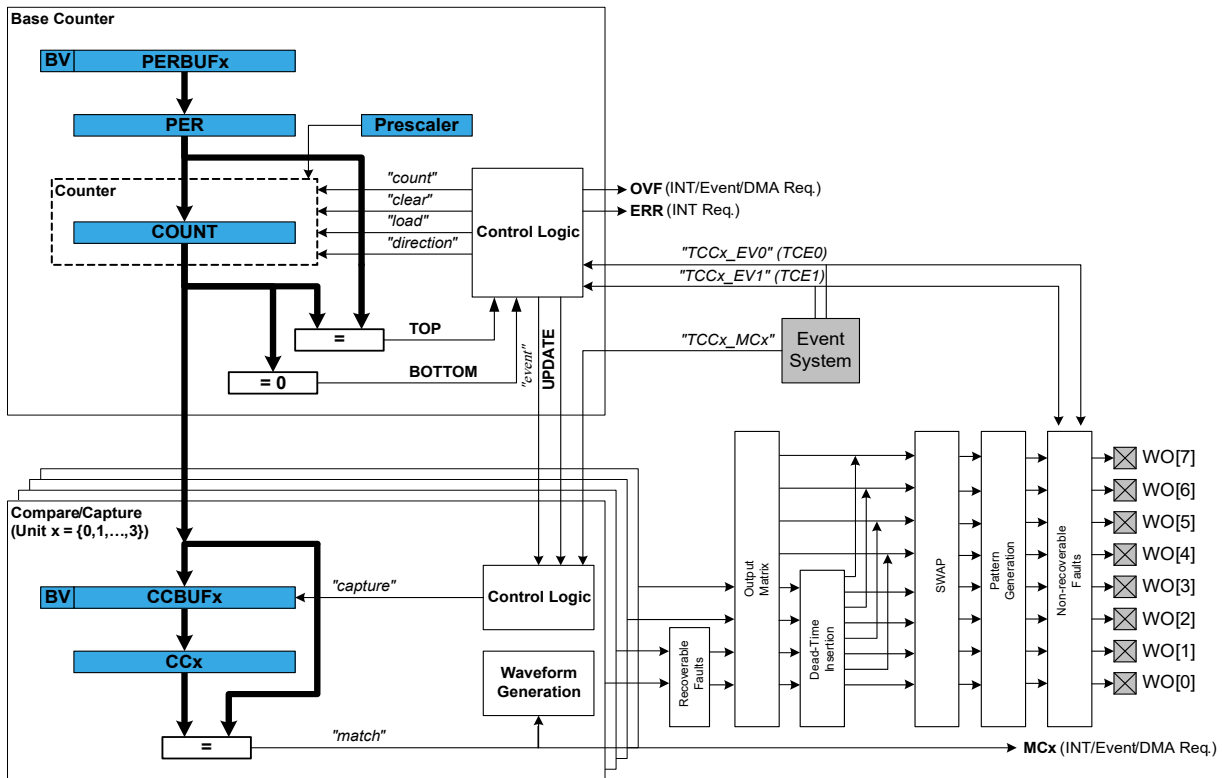 Base Counter
BV PERBUFx
PER
Prescaler
Counter
COUNT
"count"
"clear"
"load"
"direction"
Control Logic
OVF (INT/Event/DMA Req.)
ERR (INT Req.)
"TCCx_EV0" (TCE0)
"TCCx_EV1" (TCE1)
"TCCx_MCx"
Event
System
=
TOP
= 0
BOTTOM
"event"
UPDATE
Compare/Capture
(Unit x = {0,1,…,3})
BV CCBUFx
"capture"
Control Logic
CCx
Waveform
Generation
=
"match"
Recoverable
Faults
Output
Matrix
Dead-Time
Insertion
SWAP
Pattern
Generation
Non-recoverable
Faults
WO[7]
WO[6]
WO[5]
WO[4]
WO[3]
WO[2]
WO[1]
WO[0]
MCx (INT/Event/DMA Req.)